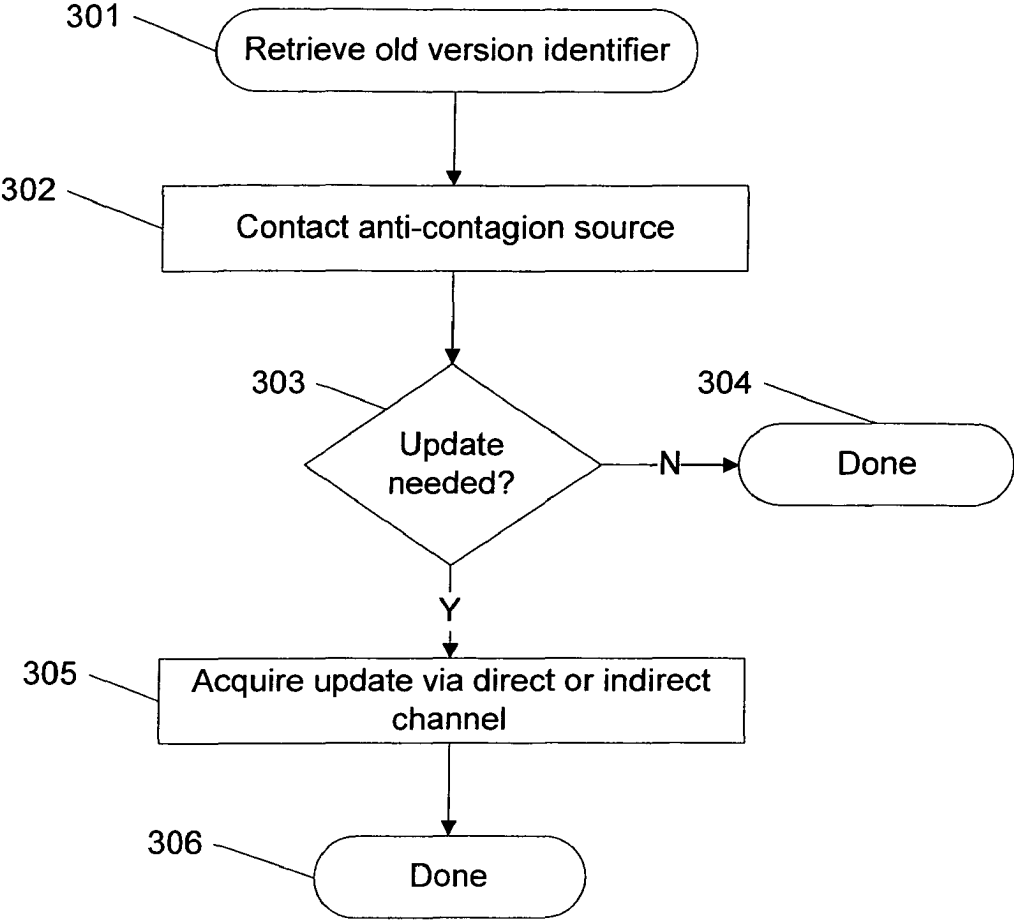 301
Retrieve old version identifier
302
Contact anti-contagion source
303
304
Update
needed?
N
Done
Y
305
Acquire update via direct or indirect
channel
306
Done